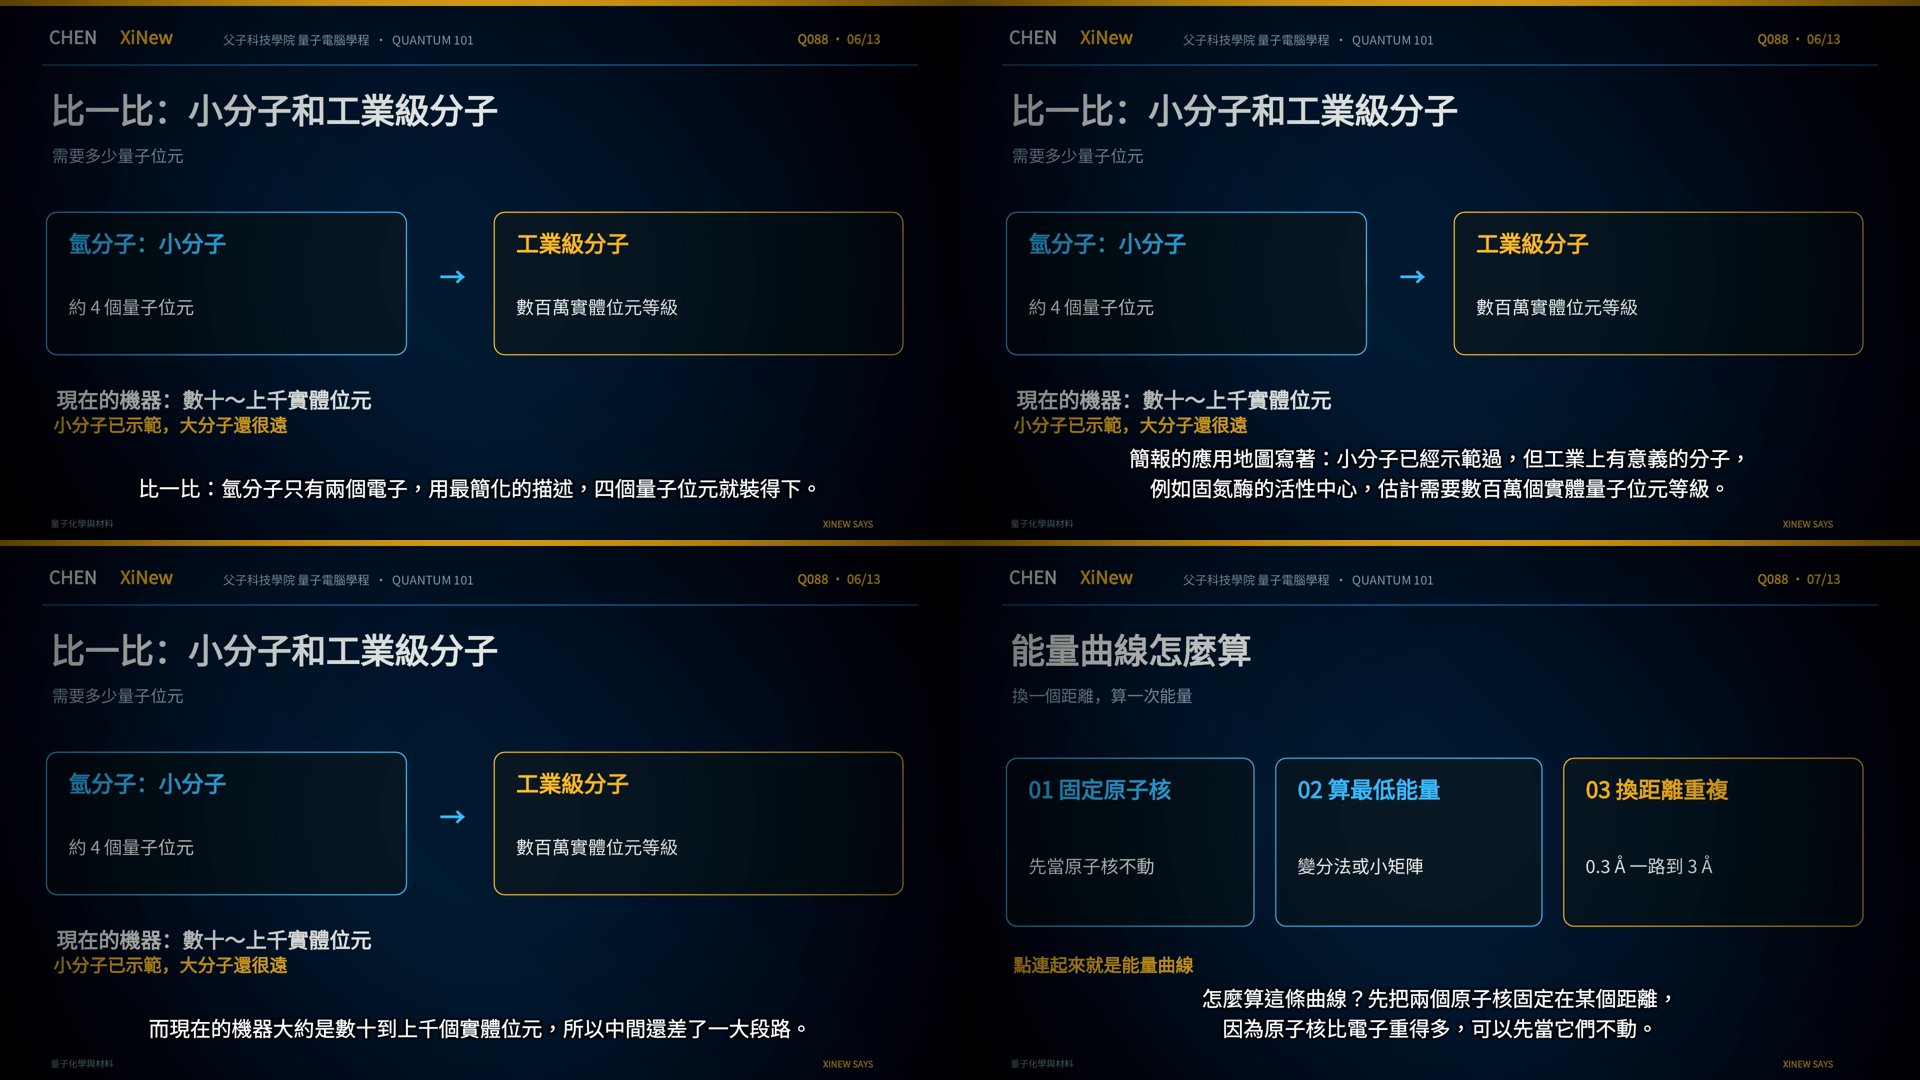 CHEN XiNew 父子科技學院 量子電腦學程 · QUANTUM 101 Q088 · 06/13
比一比：小分子和工業級分子
需要多少量子位元
氫分子：小分子
約 4 個量子位元
→
工業級分子
數百萬實體位元等級
現在的機器：數十～上千實體位元
小分子已示範，大分子還很遠
比一比：氫分子只有兩個電子，用最簡化的描述，四個量子位元就裝得下。
量子化學與材料 XINEW SAYS
CHEN XiNew 父子科技學院 量子電腦學程 · QUANTUM 101 Q088 · 06/13
比一比：小分子和工業級分子
需要多少量子位元
氫分子：小分子
約 4 個量子位元
→
工業級分子
數百萬實體位元等級
現在的機器：數十～上千實體位元
小分子已示範，大分子還很遠
簡報的應用地圖寫著：小分子已經示範過，但工業上有意義的分子，
例如固氮酶的活性中心，估計需要數百萬個實體量子位元等級。
量子化學與材料 XINEW SAYS
CHEN XiNew 父子科技學院 量子電腦學程 · QUANTUM 101 Q088 · 06/13
比一比：小分子和工業級分子
需要多少量子位元
氫分子：小分子
約 4 個量子位元
→
工業級分子
數百萬實體位元等級
現在的機器：數十～上千實體位元
小分子已示範，大分子還很遠
而現在的機器大約是數十到上千個實體位元，所以中間還差了一大段路。
量子化學與材料 XINEW SAYS
CHEN XiNew 父子科技學院 量子電腦學程 · QUANTUM 101 Q088 · 07/13
能量曲線怎麼算
換一個距離，算一次能量
01 固定原子核
先當原子核不動
02 算最低能量
變分法或小矩陣
03 換距離重複
0.3 Å 一路到 3 Å
點連起來就是能量曲線
怎麼算這條曲線？先把兩個原子核固定在某個距離，
因為原子核比電子重得多，可以先當它們不動。
量子化學與材料 XINEW SAYS